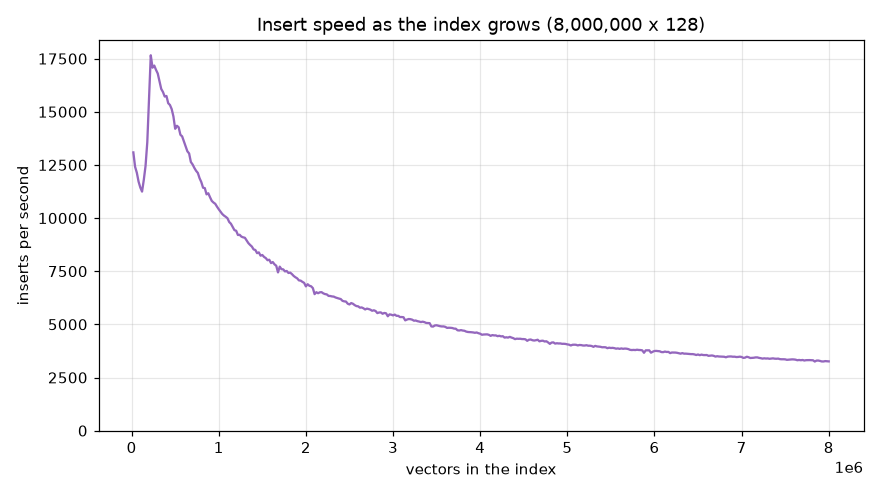 Insert speed as the index grows (8,000,000 x 128)
17500
15000
12500
10000
7500
5000
2500
0
inserts per second
0 1 2 3 4 5 6 7 8
1e6
vectors in the index